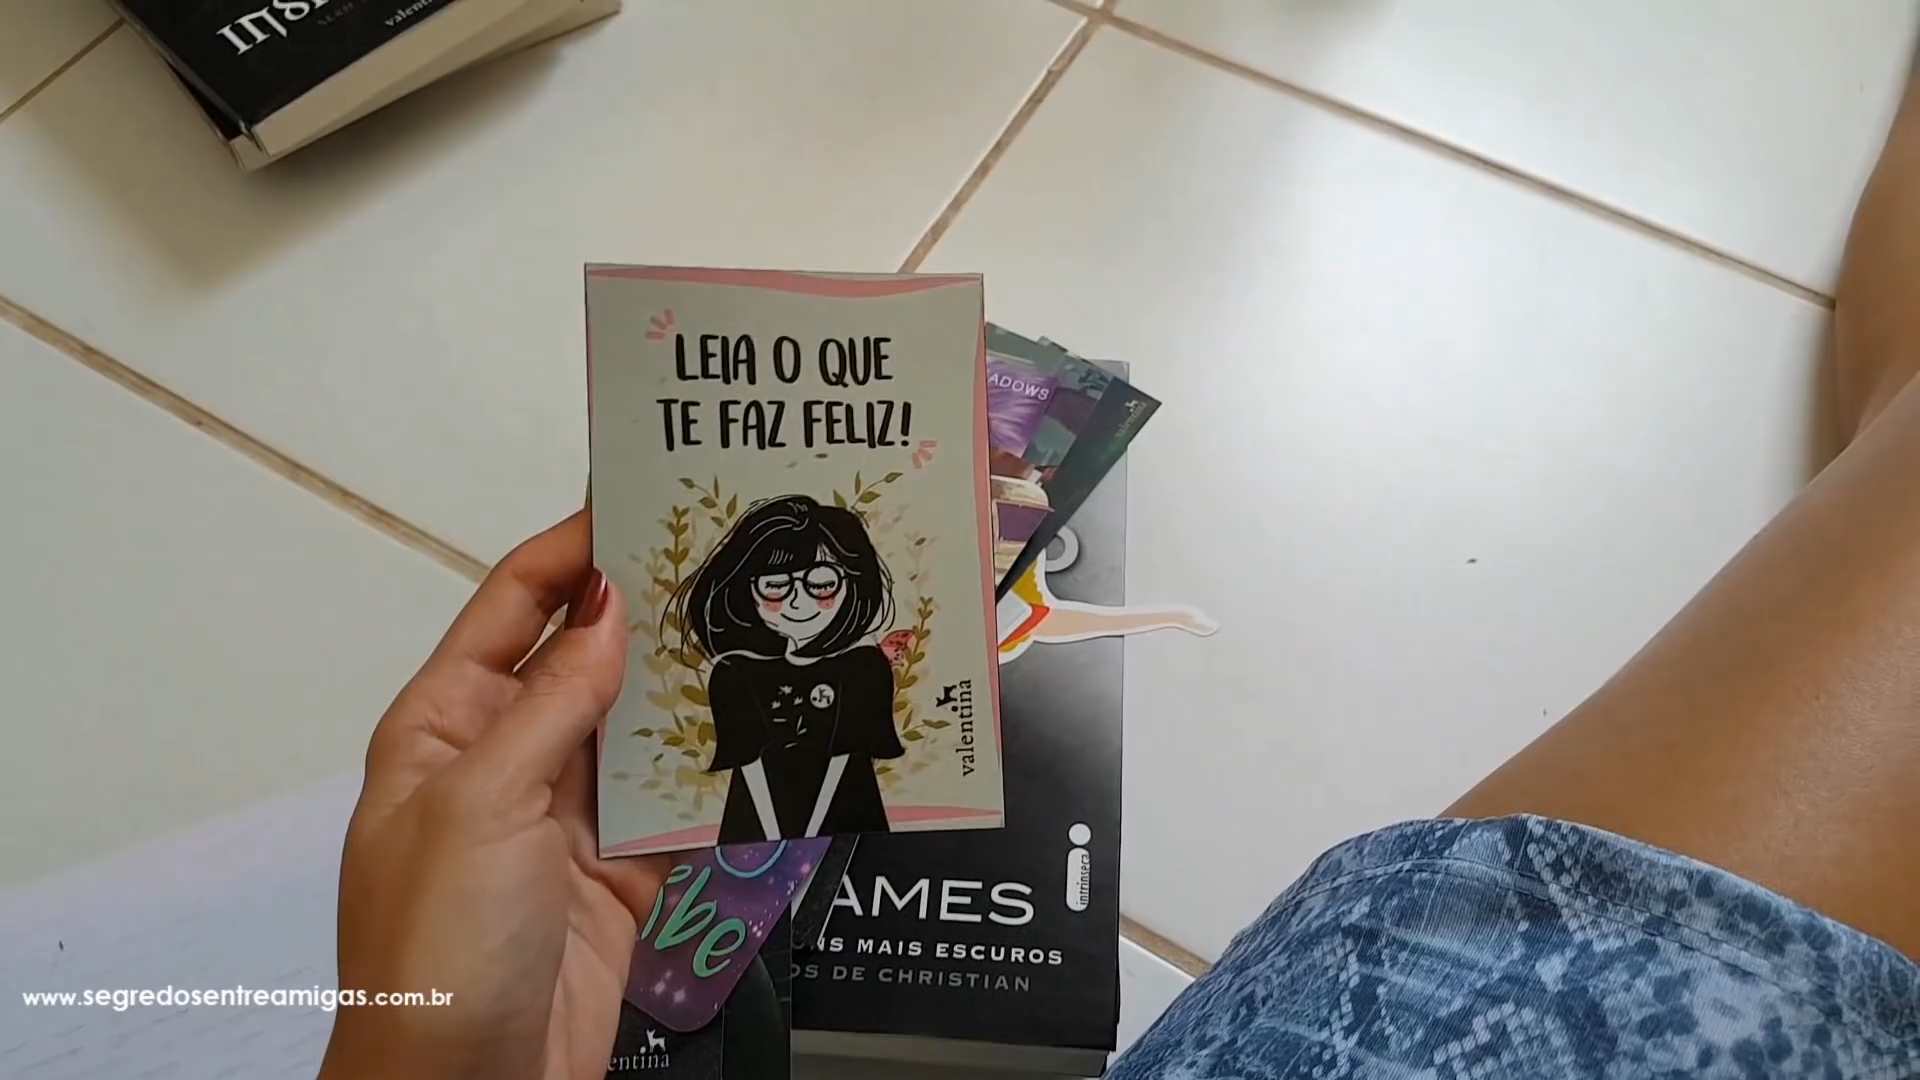 LEIA O QUE
TE FAZ FELIZ!
valentina
ADOWS
valentina
intrínseca
AMES
NS MAIS ESCUROS
OS DE CHRISTIAN
www.segredosentreamigas.com.br
entina